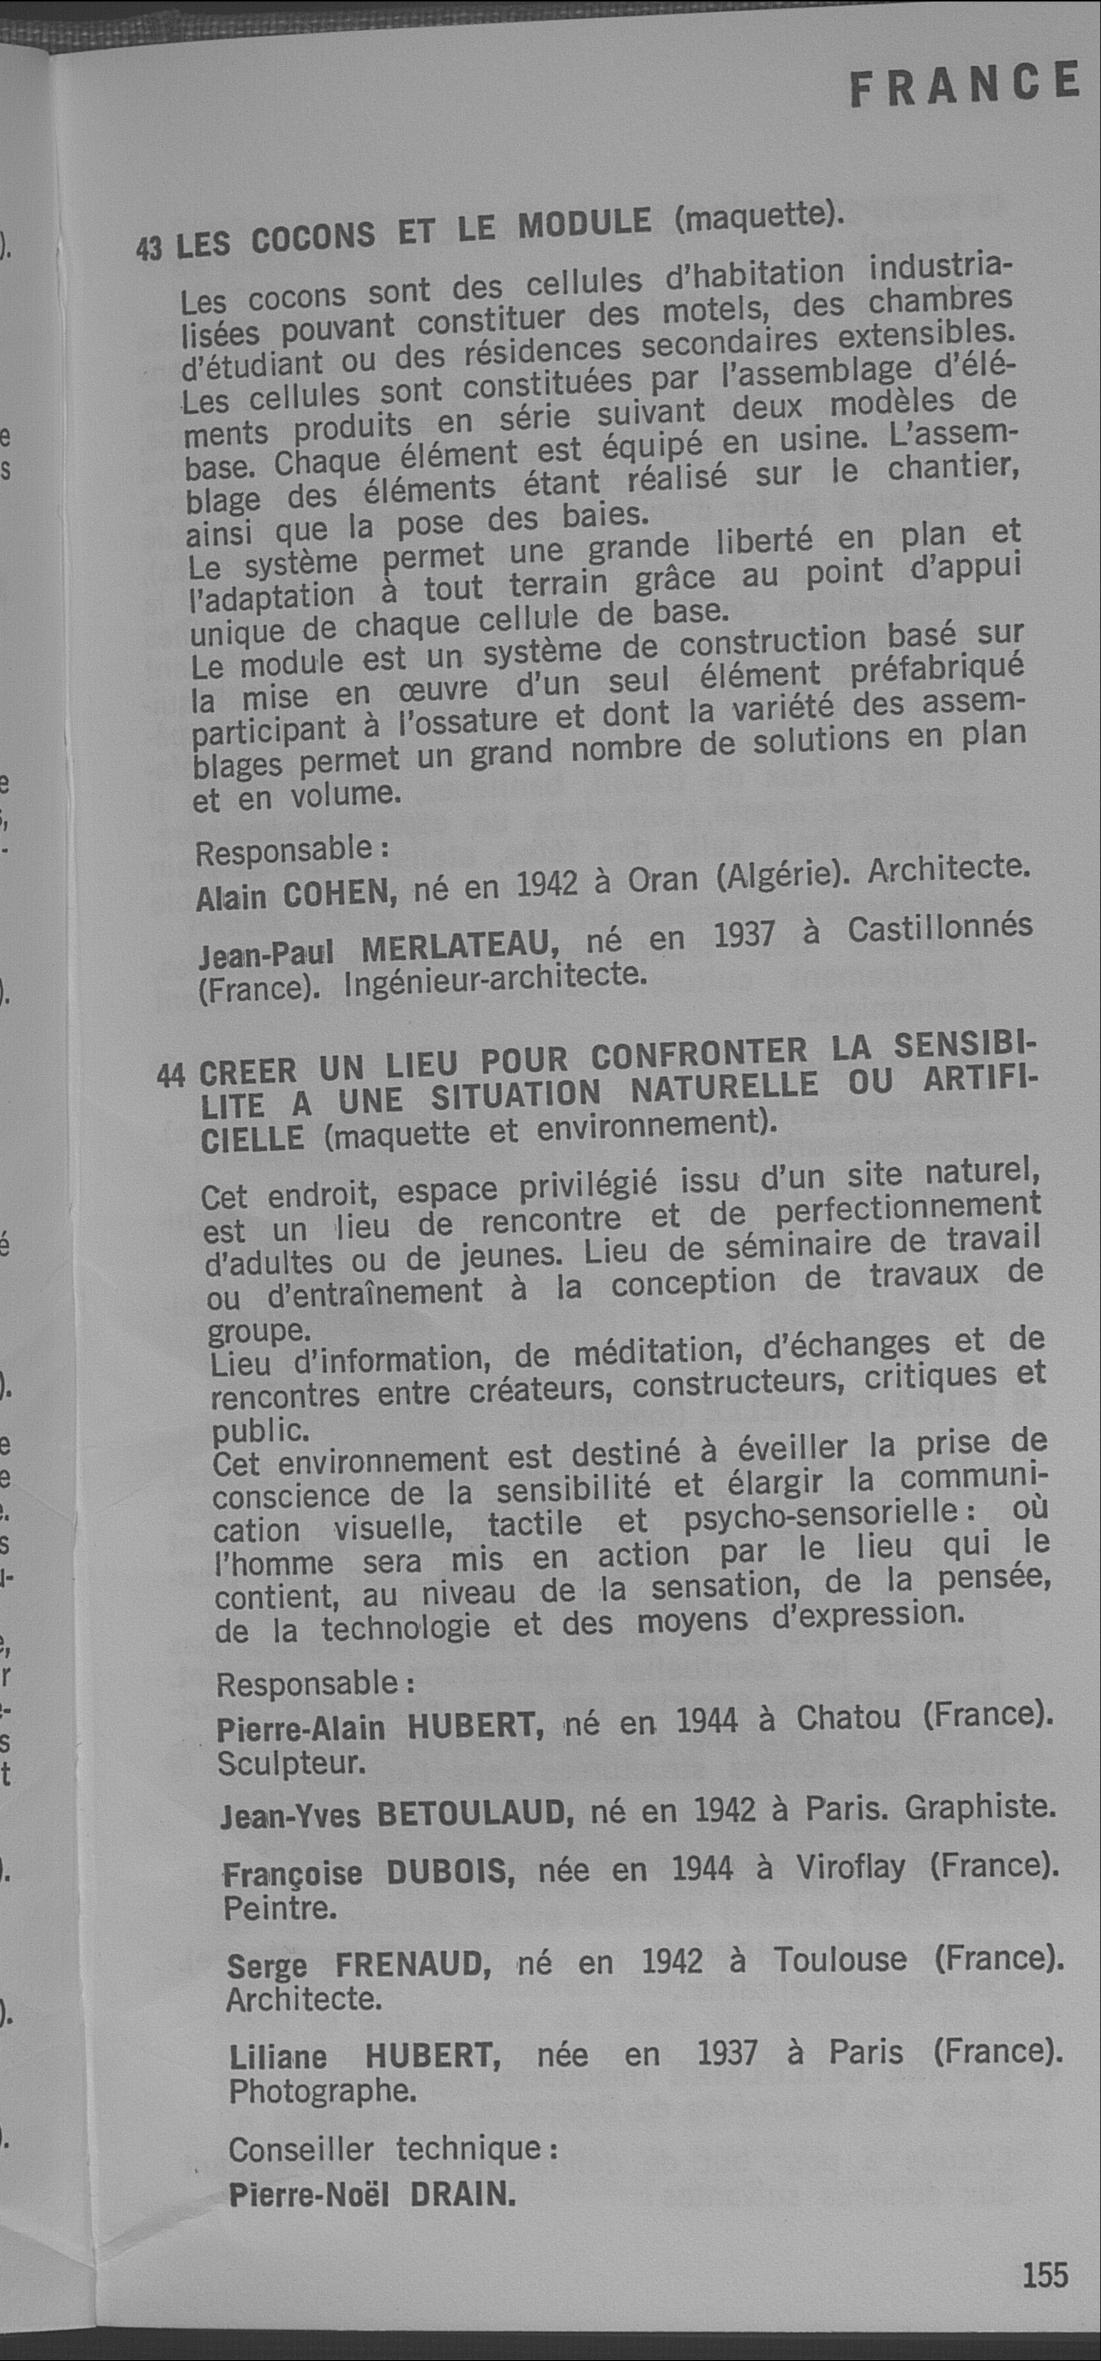 FRANCE
43 LES COCONS ET LE MODULE (maquette).
Les cocons sont des cellules d'habitation industria-
lisées pouvant constituer des motels, des chambres
d'étudiant ou des résidences secondaires extensibles.
Les cellules sont constituées par l'assemblage d'élé-
ments produits en série suivant deux modèles de
base. Chaque élément est équipé en usine. L'assem-
blage des éléments étant réalisé sur le chantier,
ainsi que la pose des baies.
Le système permet une grande liberté en plan et
l'adaptation à tout terrain grâce au point d'appui
unique de chaque cellule de base.
Le module est un système de construction basé sur
la mise en œuvre d'un seul élément préfabriqué
participant à l'ossature et dont la variété des assem-
blages permet un grand nombre de solutions en plan
et en volume.
Responsable :
Alain COHEN, né en 1942 à Oran (Algérie). Architecte.
Jean-Paul MERLATEAU, né en 1937 à Castillonnés
(France). Ingénieur-architecte.
44 CREER UN LIEU POUR CONFRONTER LA SENSIBI-
LITE A UNE SITUATION NATURELLE OU ARTIFI-
CIELLE (maquette et environnement).
Cet endroit, espace privilégié issu d'un site naturel,
est un lieu de rencontre et de perfectionnement
d'adultes ou de jeunes. Lieu de séminaire de travail
ou d'entraînement à la conception de travaux de
groupe.
Lieu d'information, de méditation, d'échanges et de
rencontres entre créateurs, constructeurs, critiques et
public.
Cet environnement est destiné à éveiller la prise de
conscience de la sensibilité et élargir la communi-
cation visuelle, tactile et psycho-sensorielle : où
l'homme sera mis en action par le lieu qui le
contient, au niveau de la sensation, de la pensée,
de la technologie et des moyens d'expression.
Responsable :
Pierre-Alain HUBERT, né en 1944 à Chatou (France).
Sculpteur.
Jean-Yves BETOULAUD, né en 1942 à Paris. Graphiste.
Françoise DUBOIS, née en 1944 à Viroflay (France).
Peintre.
Serge FRENAUD, né en 1942 à Toulouse (France).
Architecte.
Liliane HUBERT, née en 1937 à Paris (France).
Photographe.
Conseiller technique :
Pierre-Noël DRAIN.
155